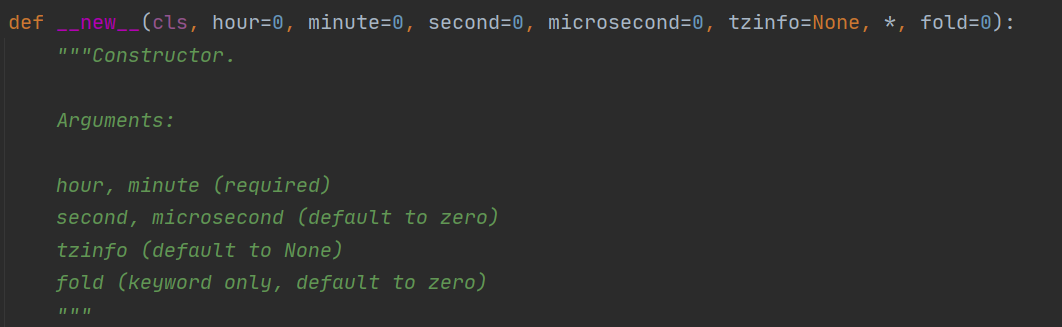 def __new__(cls, hour=0, minute=0, second=0, microsecond=0, tzinfo=None, *, fold=0):
"""Constructor.
Arguments:
hour, minute (required)
second, microsecond (default to zero)
tzinfo (default to None)
fold (keyword only, default to zero)
"""